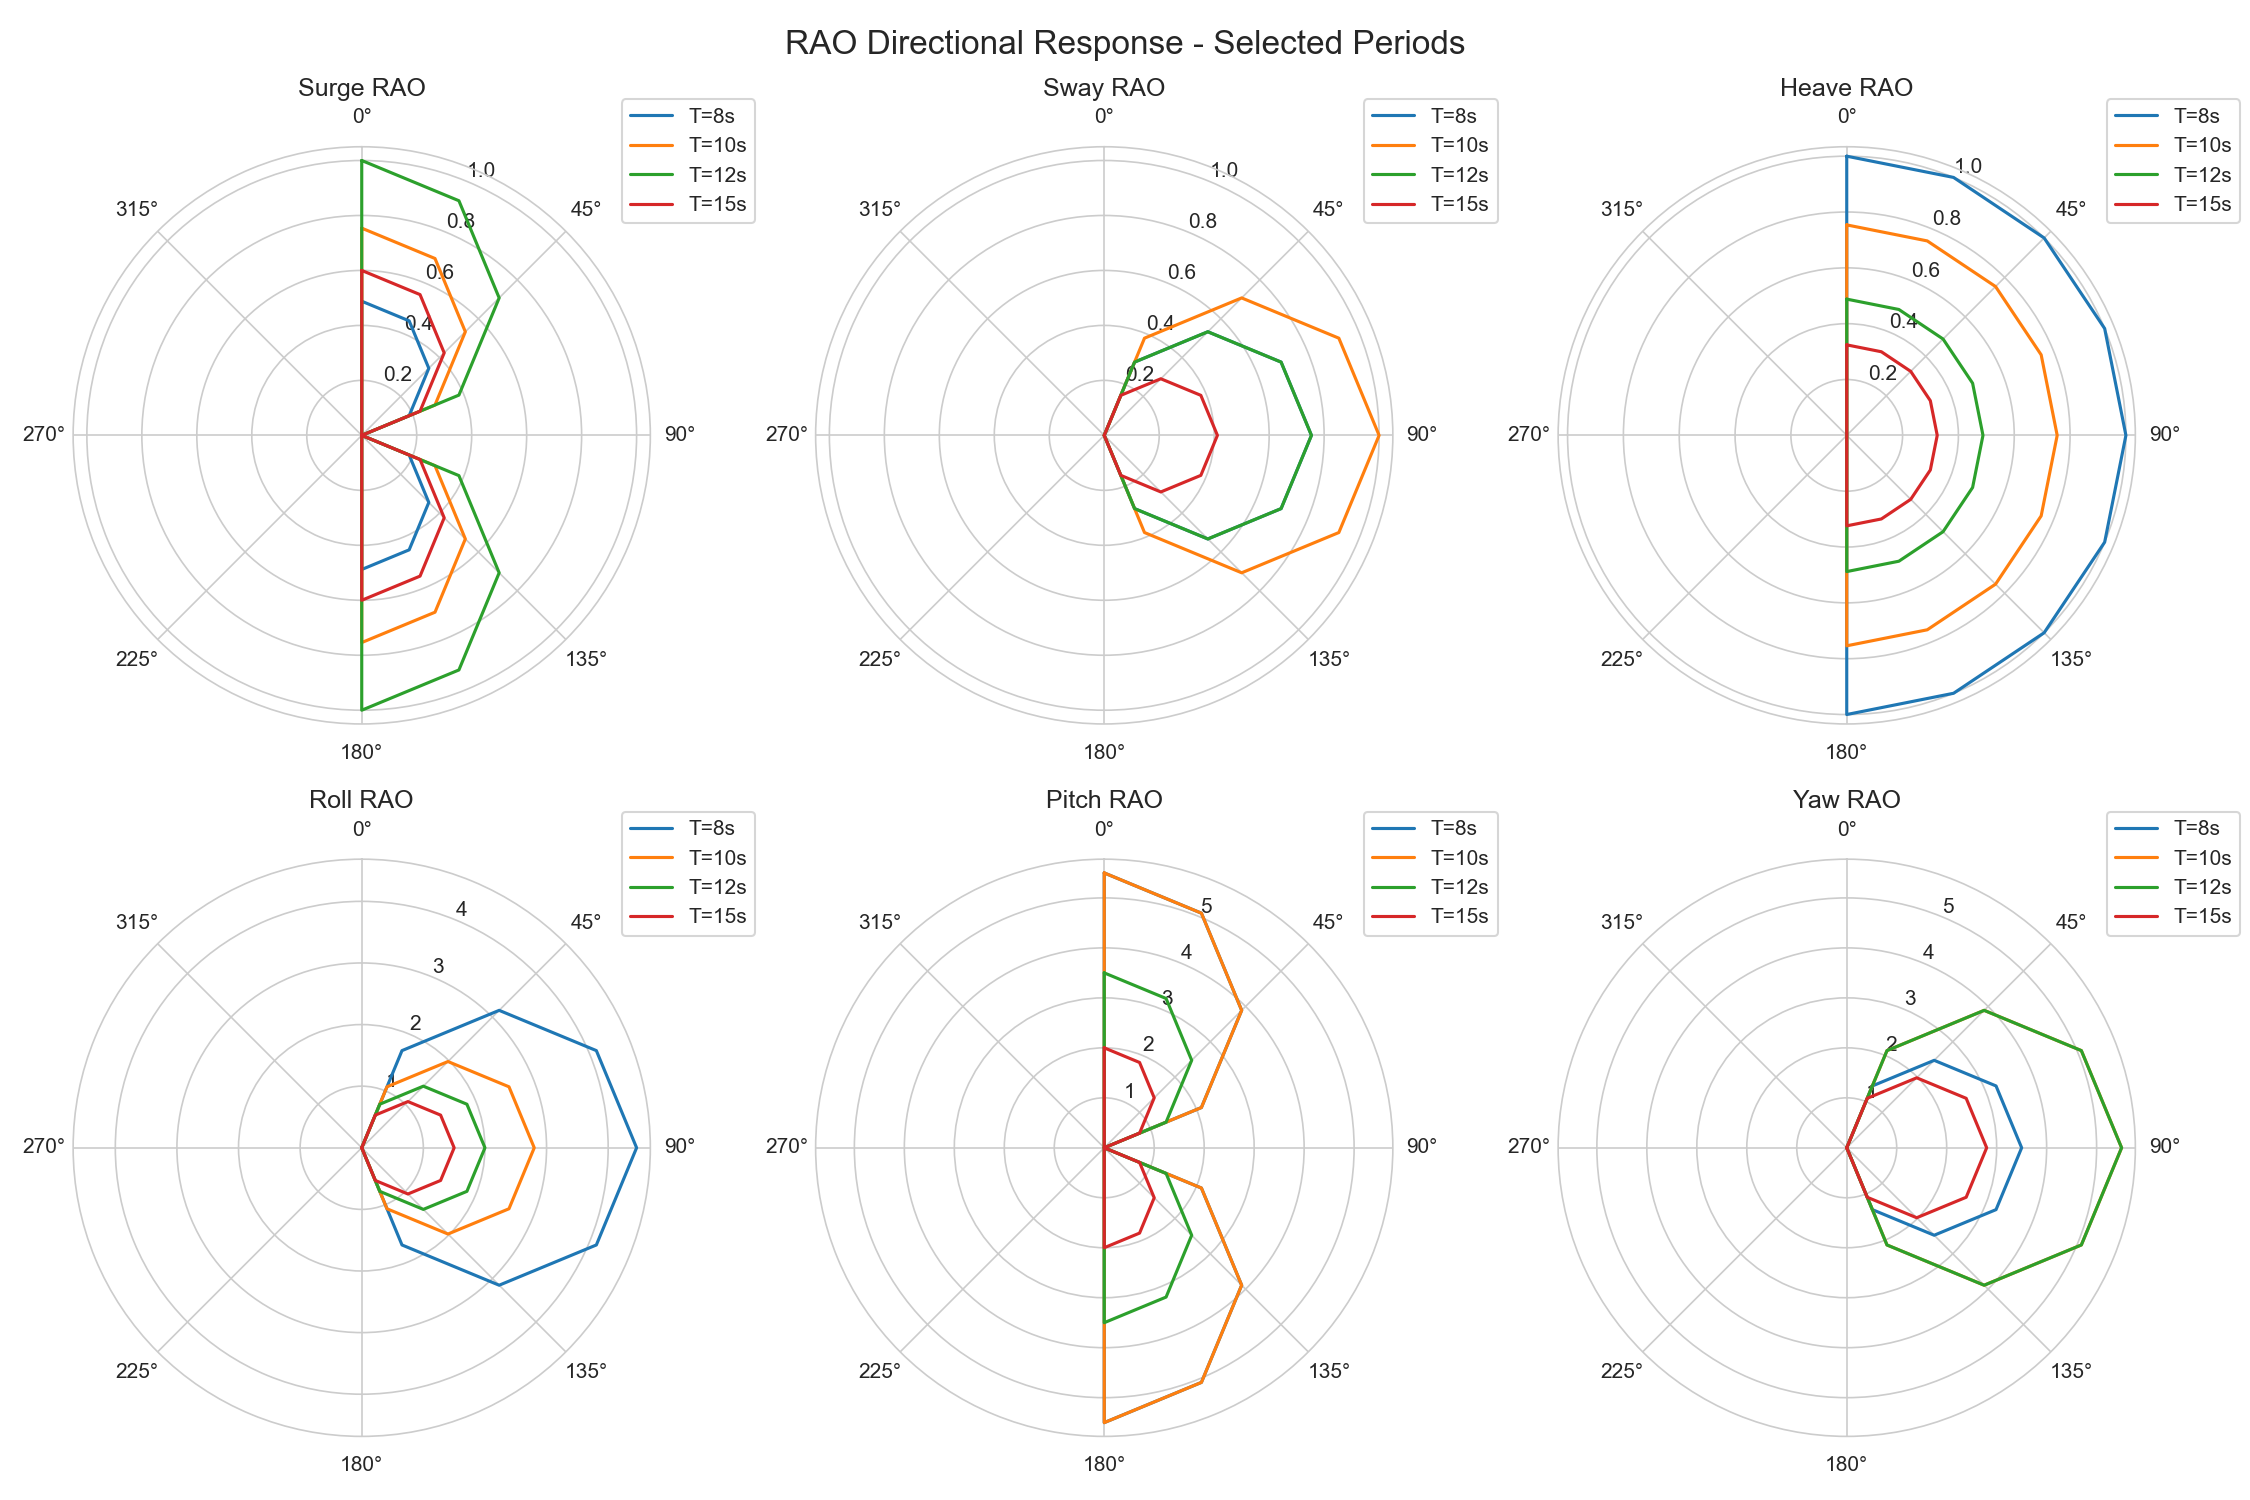 RAO Directional Response - Selected Periods
Surge RAO
0°
45°
90°
135°
180°
225°
270°
315°
0.2
0.4
0.6
0.8
1.0
T=8s
T=10s
T=12s
T=15s
Sway RAO
0°
45°
90°
135°
180°
225°
270°
315°
0.2
0.4
0.6
0.8
1.0
T=8s
T=10s
T=12s
T=15s
Heave RAO
0°
45°
90°
135°
180°
225°
270°
315°
0.2
0.4
0.6
0.8
1.0
T=8s
T=10s
T=12s
T=15s
Roll RAO
0°
45°
90°
135°
180°
225°
270°
315°
1
2
3
4
T=8s
T=10s
T=12s
T=15s
Pitch RAO
0°
45°
90°
135°
180°
225°
270°
315°
1
2
3
4
5
T=8s
T=10s
T=12s
T=15s
Yaw RAO
0°
45°
90°
135°
180°
225°
270°
315°
1
2
3
4
5
T=8s
T=10s
T=12s
T=15s